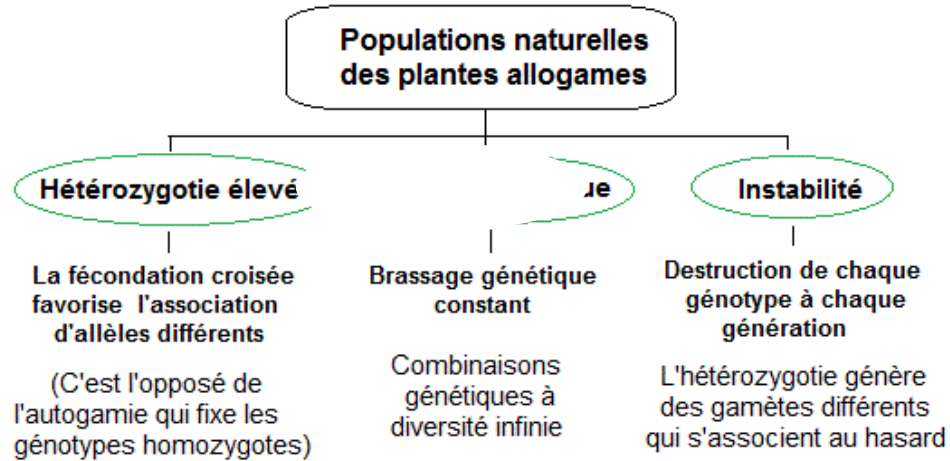 Populations naturelles
des plantes allogames
Hétérozygotie élevé
Instabilité
La fécondation croisée
favorise l'association
d'allèles différents
(C'est l'opposé de
l'autogamie qui fixe les
génotypes homozygotes)
Brassage génétique
constant
Combinaisons
génétiques à
diversité infinie
Destruction de chaque
génotype à chaque
génération
L'hétérozygotie génère
des gamètes différents
qui s'associent au hasard